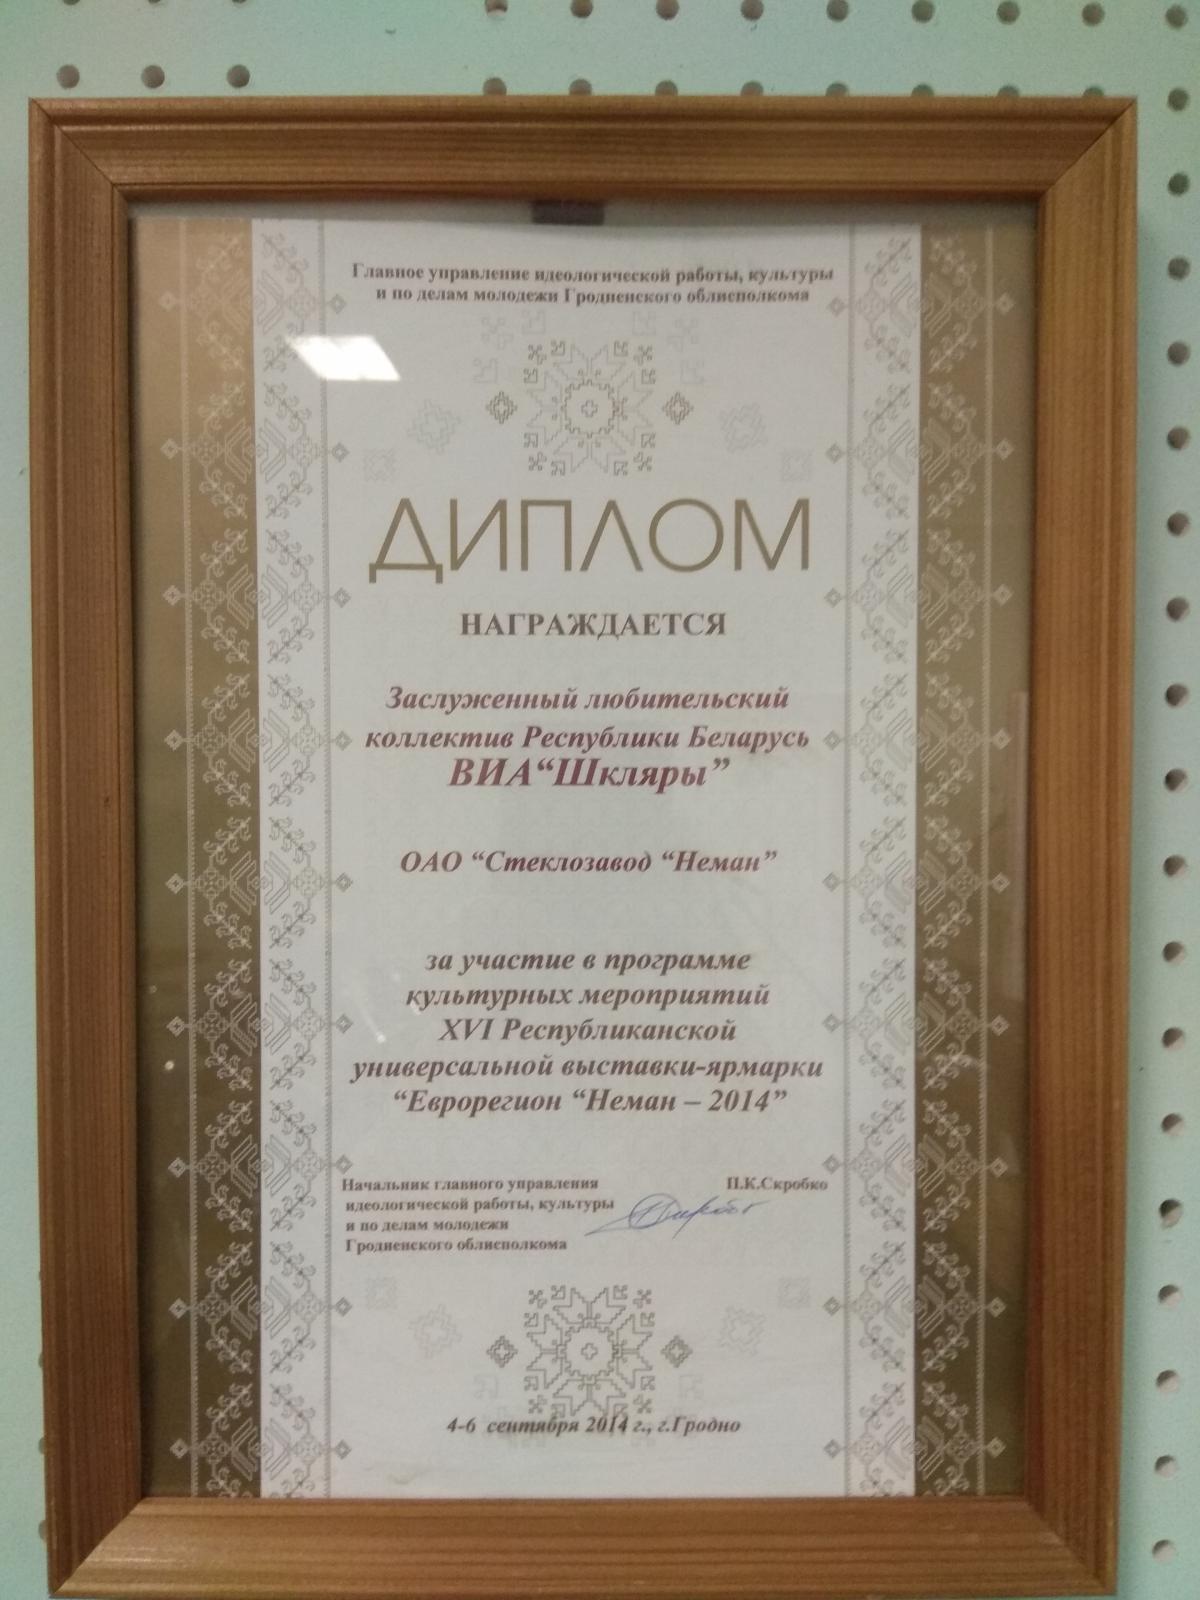 Главное управление идеологической работы, культуры
и по делам молодежи Гродненского облисполкома
ДИПЛОМ
НАГРАЖДАЕТСЯ
Заслуженный любительский
коллектив Республики Беларусь
ВИА“Шкляры”
ОАО “Стеклозавод “Неман”
за участие в программе
культурных мероприятий
XVI Республиканской
универсальной выставки-ярмарки
“Еврорегион “Неман – 2014”
Начальник главного управления П.К.Скробко
идеологической работы, культуры
и по делам молодежи
Гродненского облисполкома
4-6 сентября 2014 г., г.Гродно